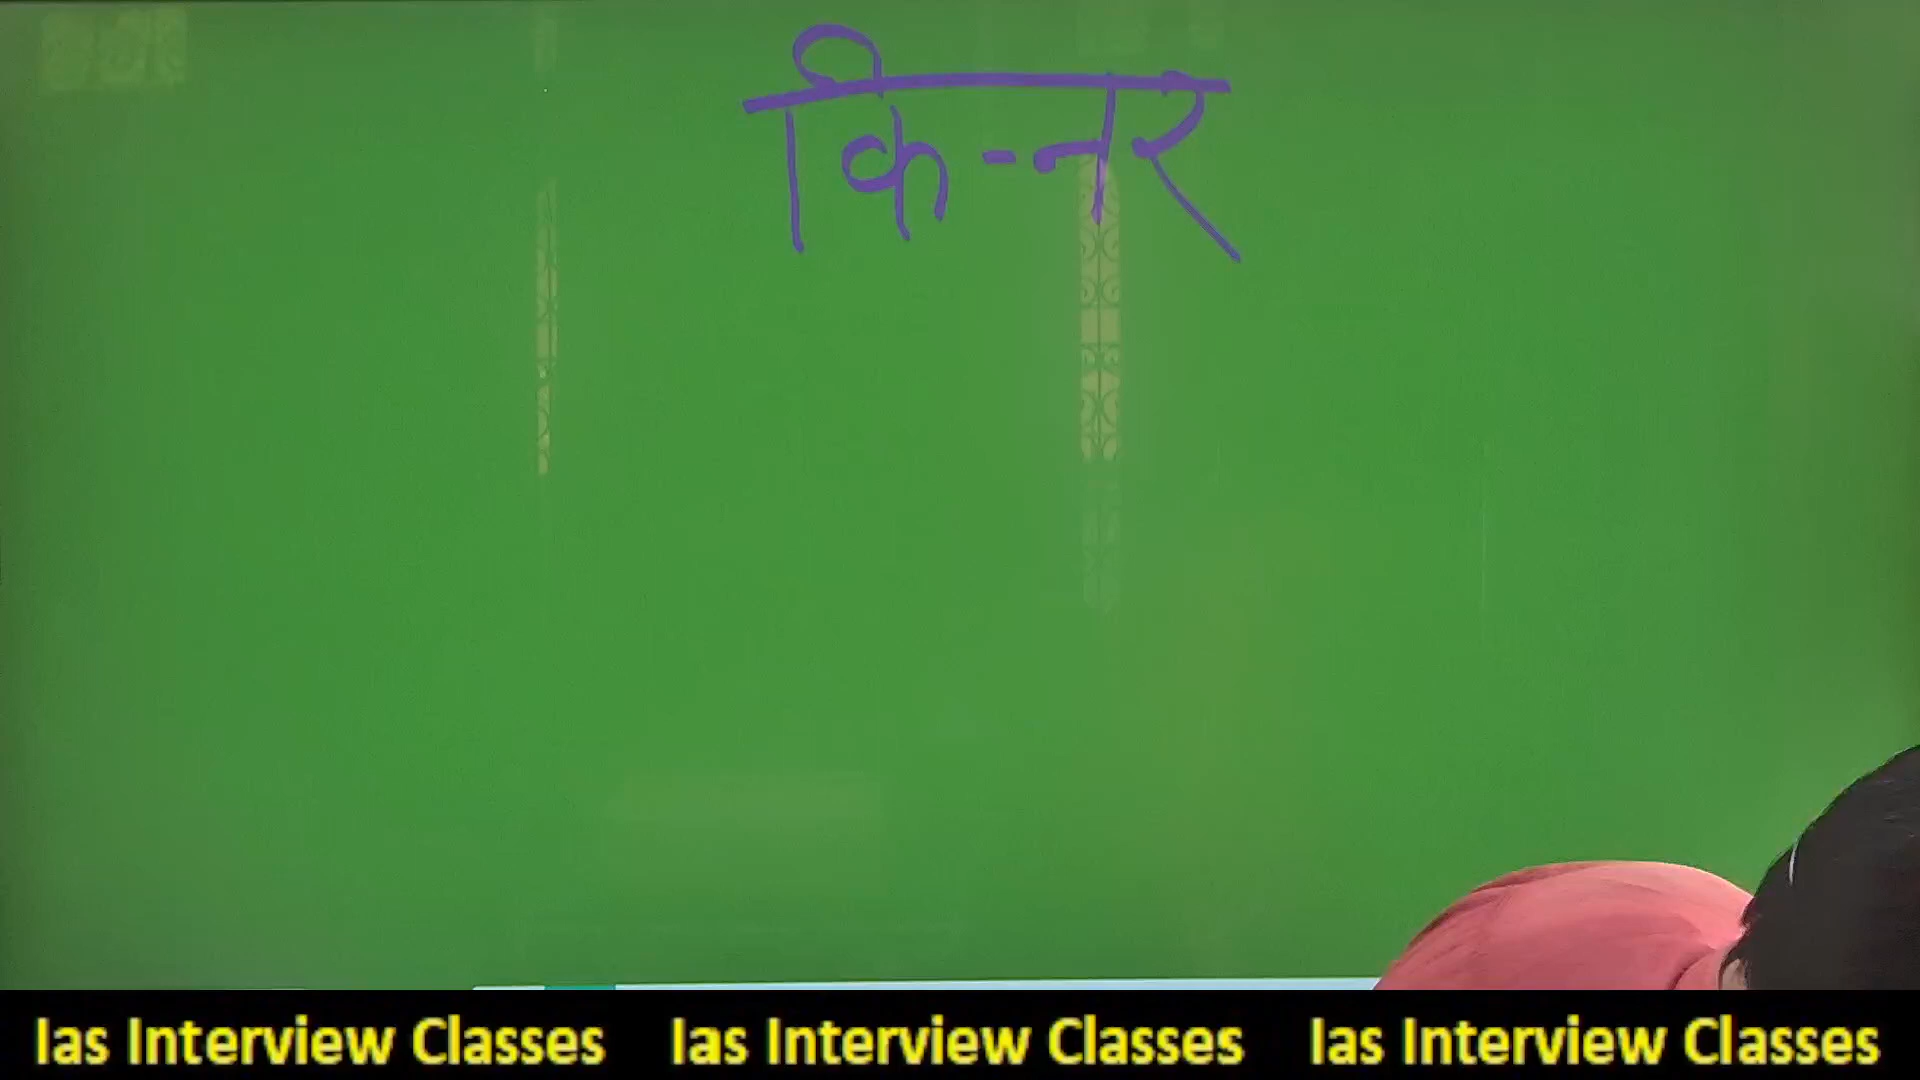 कि-नर
Ias Interview Classes Ias Interview Classes Ias Interview Classes